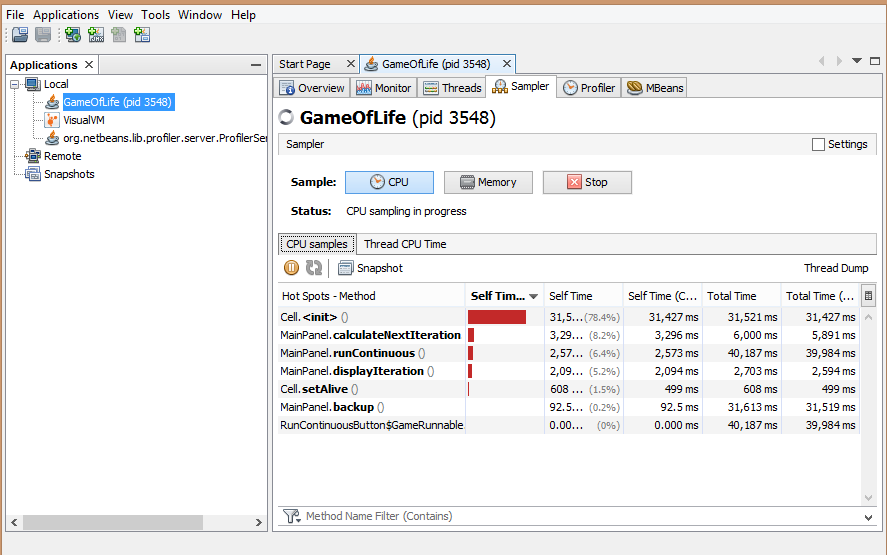 File Applications View Tools Window Help
Applications
Local
GameOfLife (pid 3548)
VisualVM
org.netbeans.lib.profiler.server.ProfilerSer
Remote
Snapshots
Start Page GameOfLife (pid 3548)
Overview Monitor Threads Sampler Profiler MBeans
GameOfLife (pid 3548)
Sampler Settings
Sample: CPU Memory Stop
Status: CPU sampling in progress
CPU samples Thread CPU Time
Snapshot Thread Dump
Hot Spots - Method Self Tim... Self Time Self Time (C... Total Time Total Time (...
Cell.<init> () 31,5... (78.4%) 31,427 ms 31,521 ms 31,427 ms
MainPanel.calculateNextIteration 3,29... (8.2%) 3,296 ms 6,000 ms 5,891 ms
MainPanel.runContinuous () 2,57... (6.4%) 2,573 ms 40,187 ms 39,984 ms
MainPanel.displayIteration () 2,09... (5.2%) 2,094 ms 2,703 ms 2,594 ms
Cell.setAlive () 608 ... (1.5%) 499 ms 608 ms 499 ms
MainPanel.backup () 92.5... (0.2%) 92.5 ms 31,613 ms 31,519 ms
RunContinuousButton$GameRunnable. 0.00... (0%) 0.000 ms 40,187 ms 39,984 ms
Method Name Filter (Contains)